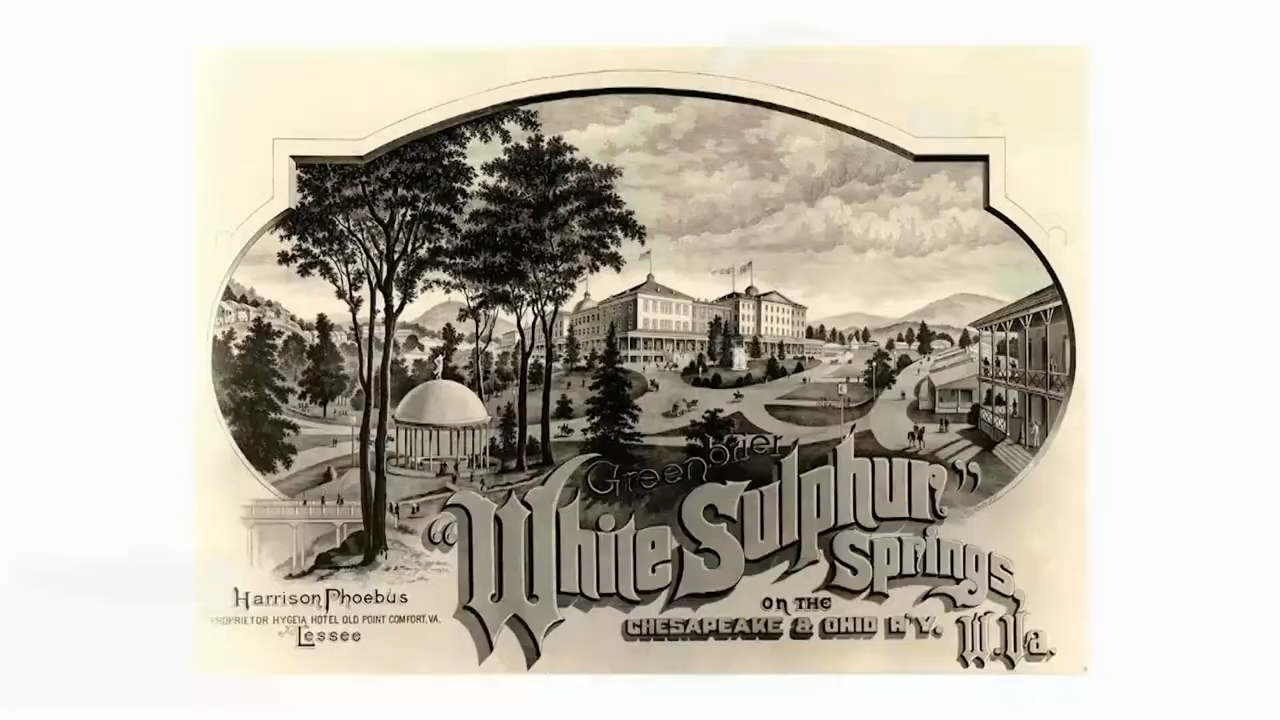 Greenbrier
"White Sulphur"
Springs,
W.Va.
ON THE
CHESAPEAKE & OHIO R'Y.
Harrison Phoebus
PROPRIETOR HYGEIA HOTEL OLD POINT COMFORT, VA.
Lessee